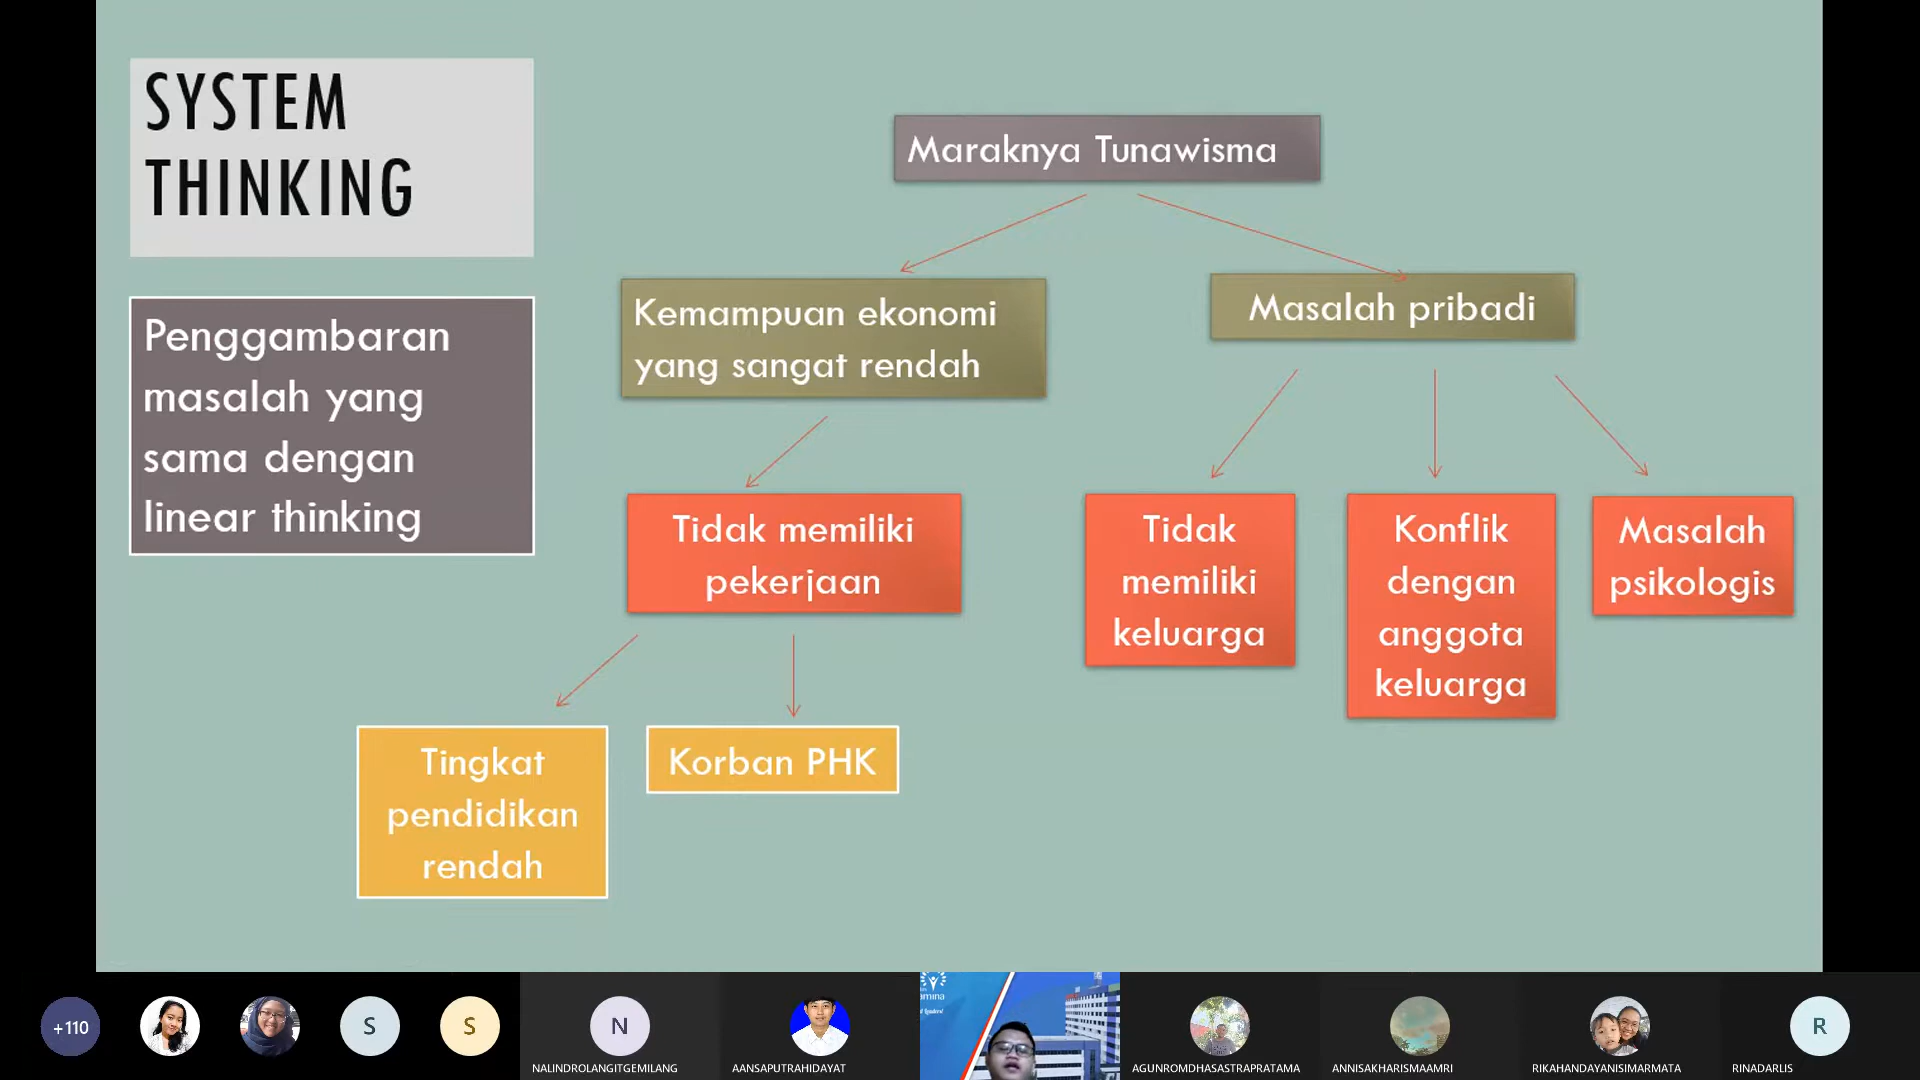 SYSTEM
THINKING
Penggambaran
masalah yang
sama dengan
linear thinking
Maraknya Tunawisma
Kemampuan ekonomi
yang sangat rendah
Masalah pribadi
Tidak memiliki
pekerjaan
Tidak
memiliki
keluarga
Konflik
dengan
anggota
keluarga
Masalah
psikologis
Tingkat
pendidikan
rendah
Korban PHK
+110
S
S
N
NALINDROLANGITGEMILANG
AANSAPUTRAHIDAYAT
AGUNROMDHASASTRAPRATAMA
ANNISAKHARISMAAMRI
RIKAHANDAYANISIMARMATA
R
RINADARLIS